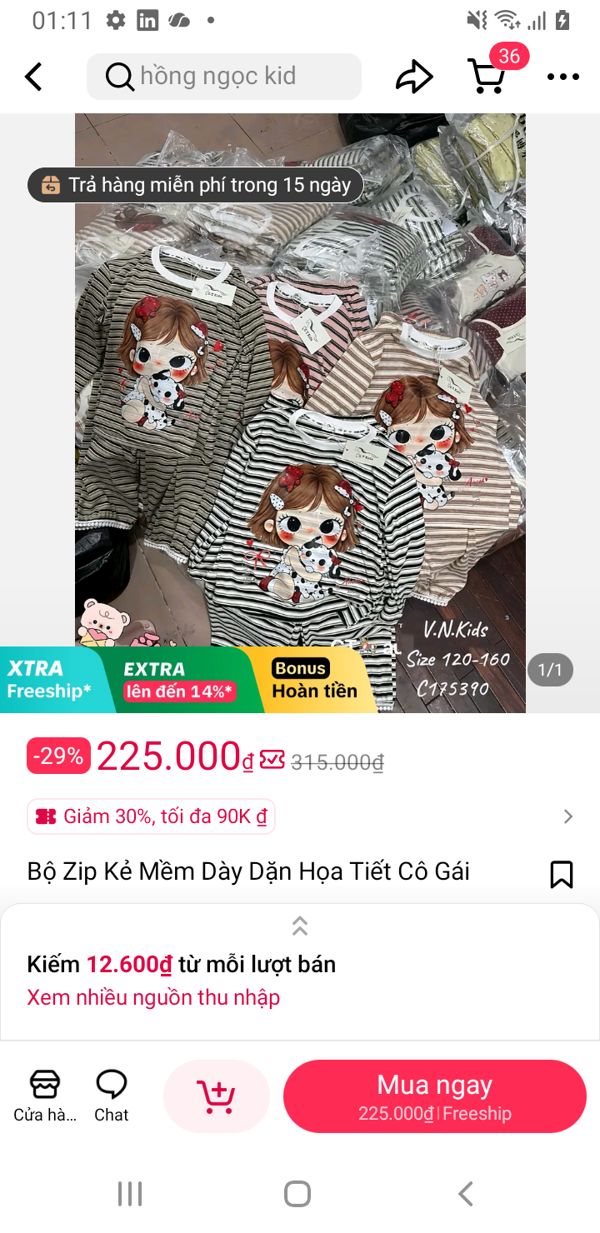 01:11
36
hồng ngọc kid
Trả hàng miễn phí trong 15 ngày
V.N.Kids
Size 120-160
C175390
XTRA
Freeship*
EXTRA
lên đến 14%*
Bonus
Hoàn tiền
1/1
-29% 225.000₫ 315.000₫
Giảm 30%, tối đa 90K ₫
Bộ Zip Kẻ Mềm Dày Dặn Họa Tiết Cô Gái
Kiếm 12.600₫ từ mỗi lượt bán
Xem nhiều nguồn thu nhập
Cửa hà...
Chat
Mua ngay
225.000₫ | Freeship